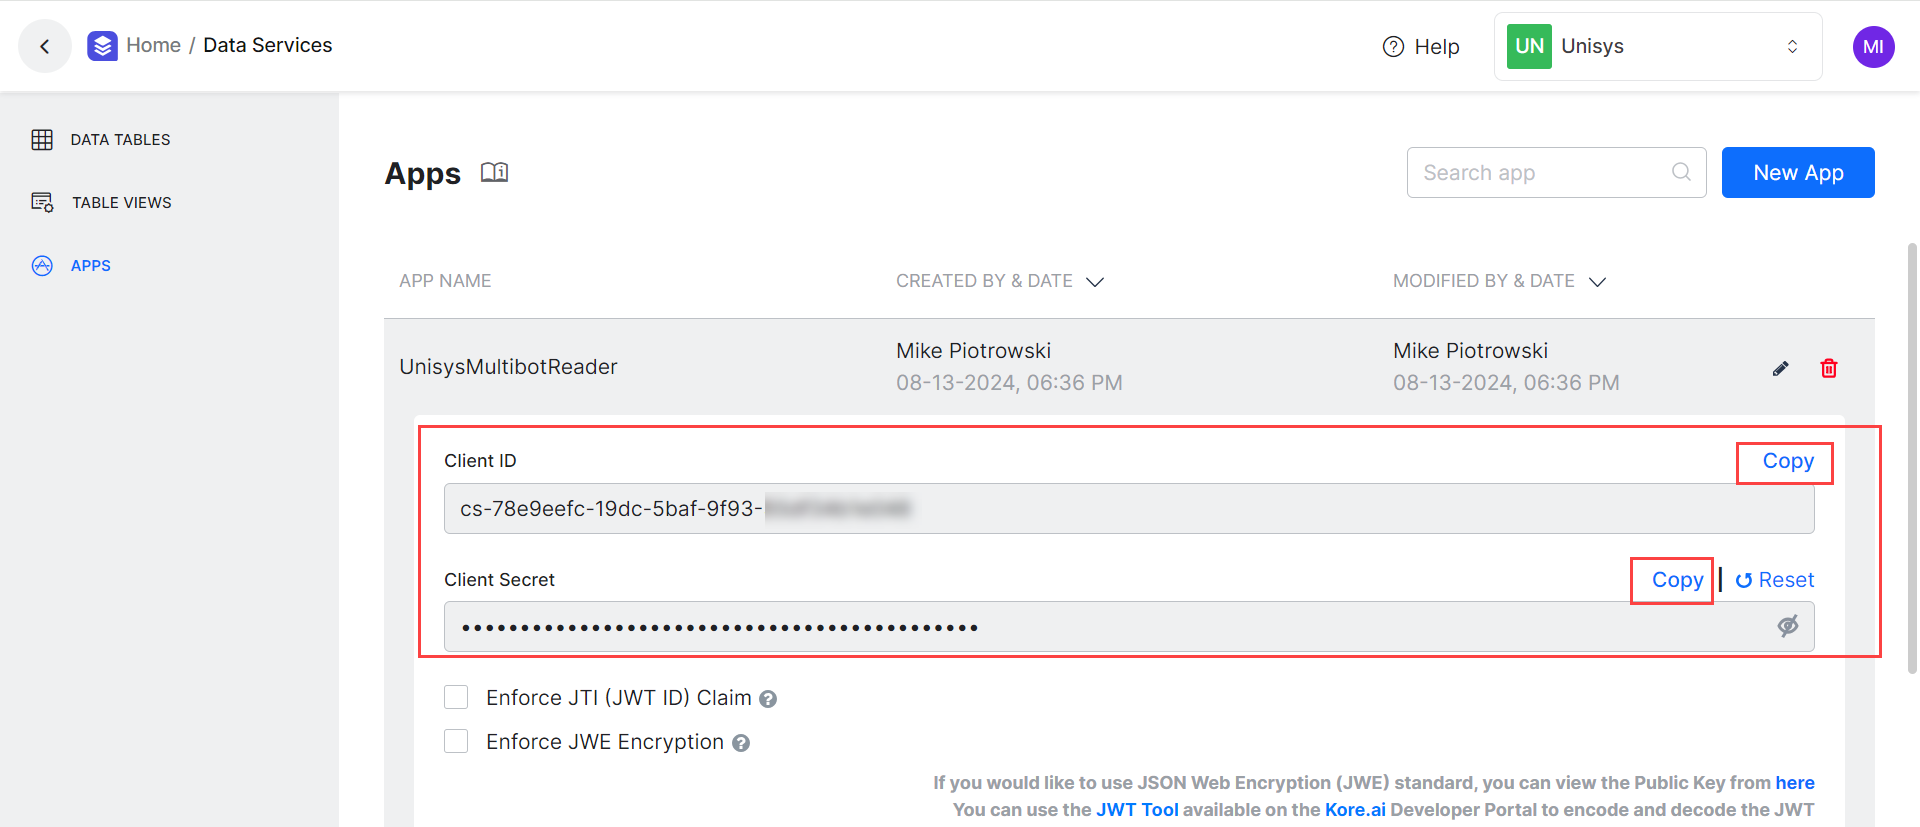 Home / Data Services
Help
UN Unisys
MI
DATA TABLES
TABLE VIEWS
APPS
Apps
Search app
New App
APP NAME CREATED BY & DATE MODIFIED BY & DATE
UnisysMultibotReader
Mike Piotrowski
08-13-2024, 06:36 PM
Mike Piotrowski
08-13-2024, 06:36 PM
Client ID
Copy
cs-78e9eefc-19dc-5baf-9f93-
Client Secret
Copy | Reset
••••••••••••••••••••••••••••••••••••••••••••
Enforce JTI (JWT ID) Claim ?
Enforce JWE Encryption ?
If you would like to use JSON Web Encryption (JWE) standard, you can view the Public Key from here
You can use the JWT Tool available on the Kore.ai Developer Portal to encode and decode the JWT